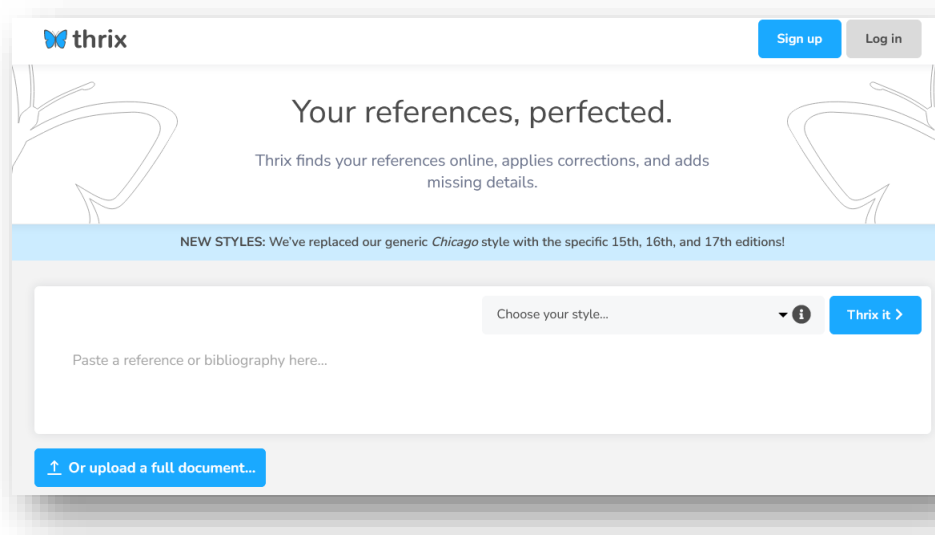 thrix
Sign up
Log in
Your references, perfected.
Thrix finds your references online, applies corrections, and adds
missing details.
NEW STYLES: We've replaced our generic Chicago style with the specific 15th, 16th, and 17th editions!
Choose your style...
Thrix it
Paste a reference or bibliography here...
Or upload a full document...